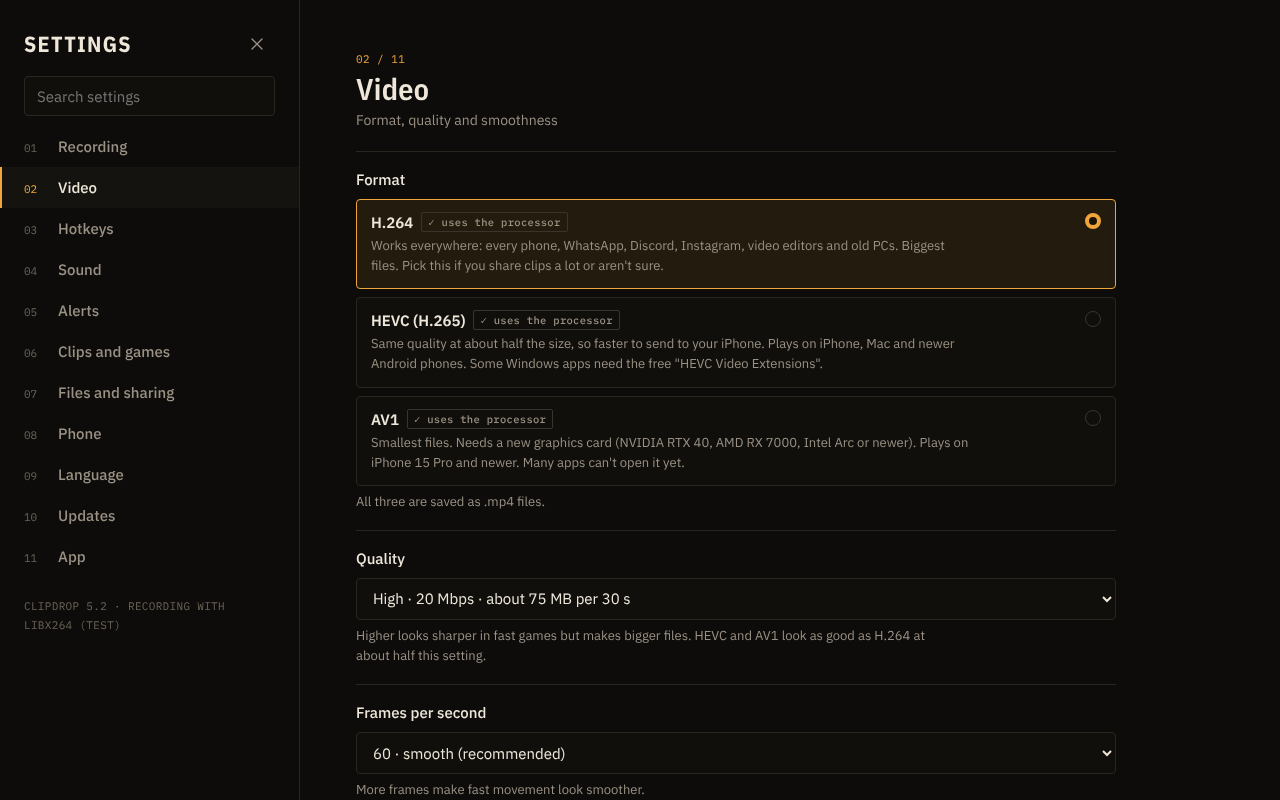 SETTINGS
Search settings
01 Recording
02 Video
03 Hotkeys
04 Sound
05 Alerts
06 Clips and games
07 Files and sharing
08 Phone
09 Language
10 Updates
11 App
CLIPDROP 5.2 · RECORDING WITH
LIBX264 (TEST)
02 / 11
Video
Format, quality and smoothness
Format
H.264 ✓ uses the processor
Works everywhere: every phone, WhatsApp, Discord, Instagram, video editors and old PCs. Biggest
files. Pick this if you share clips a lot or aren't sure.
HEVC (H.265) ✓ uses the processor
Same quality at about half the size, so faster to send to your iPhone. Plays on iPhone, Mac and newer
Android phones. Some Windows apps need the free "HEVC Video Extensions".
AV1 ✓ uses the processor
Smallest files. Needs a new graphics card (NVIDIA RTX 40, AMD RX 7000, Intel Arc or newer). Plays on
iPhone 15 Pro and newer. Many apps can't open it yet.
All three are saved as .mp4 files.
Quality
High · 20 Mbps · about 75 MB per 30 s
Higher looks sharper in fast games but makes bigger files. HEVC and AV1 look as good as H.264 at
about half this setting.
Frames per second
60 · smooth (recommended)
More frames make fast movement look smoother.